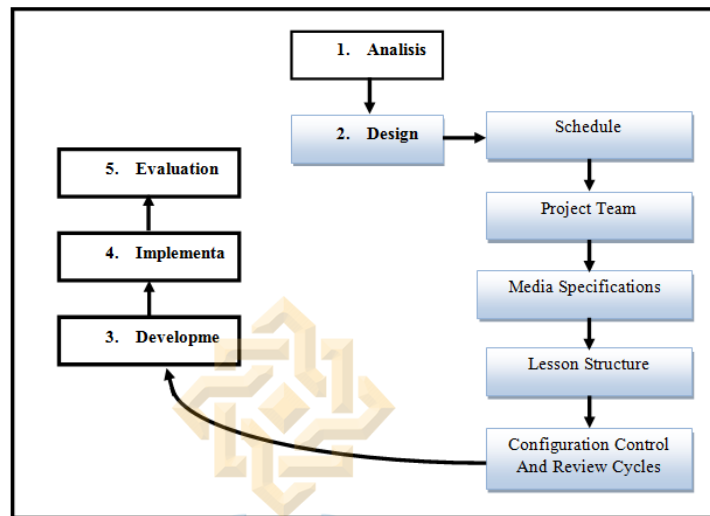 1. Analisis
2. Design
Schedule
Project Team
Media Specifications
Lesson Structure
Configuration Control
And Review Cycles
3. Developme
4. Implementa
5. Evaluation